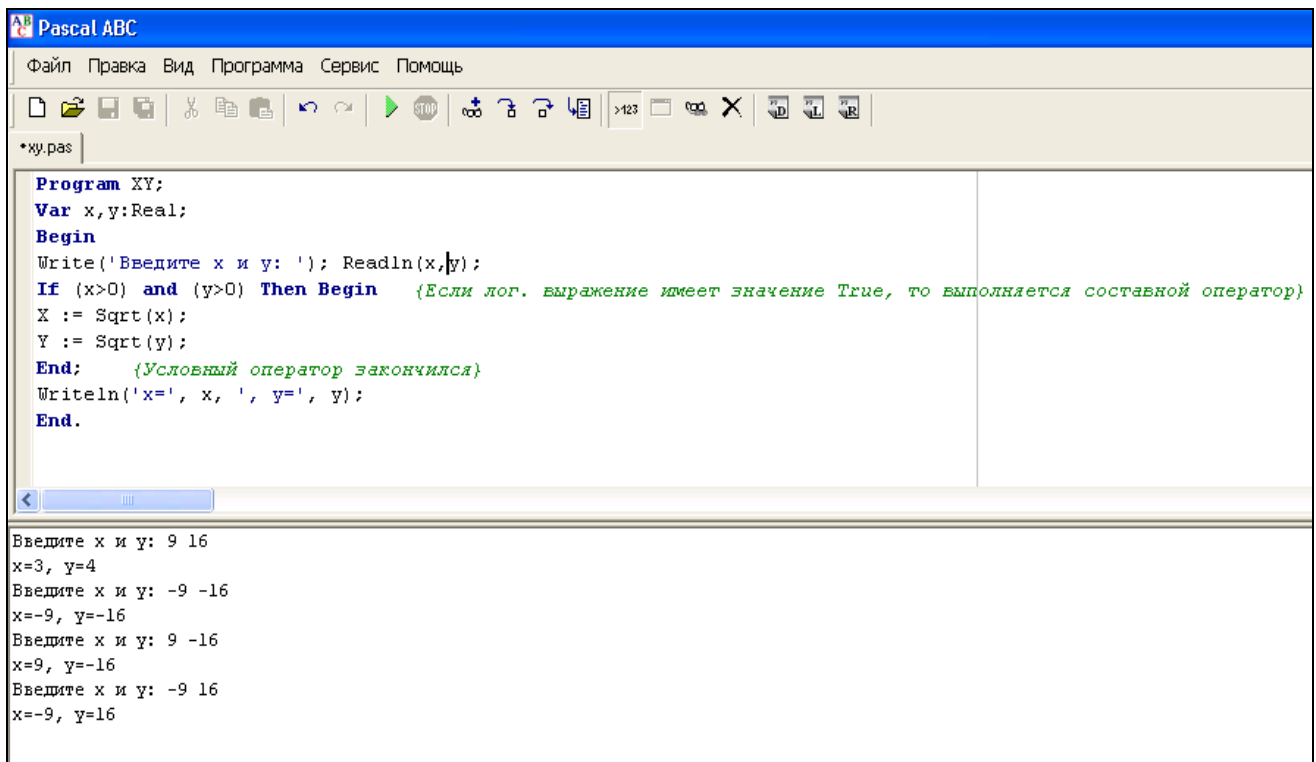 Pascal ABC
Файл Правка Вид Программа Сервис Помощь
•xy.pas
Program XY;
Var x,y:Real;
Begin
Write('Введите x и y: '); Readln(x,y);
If (x>0) and (y>0) Then Begin {Если лог. выражение имеет значение True, то выполняется составной оператор}
X := Sqrt(x);
Y := Sqrt(y);
End; {Условный оператор закончился}
Writeln('x=', x, ', y=', y);
End.
Введите x и y: 9 16
x=3, y=4
Введите x и y: -9 -16
x=-9, y=-16
Введите x и y: 9 -16
x=9, y=-16
Введите x и y: -9 16
x=-9, y=16